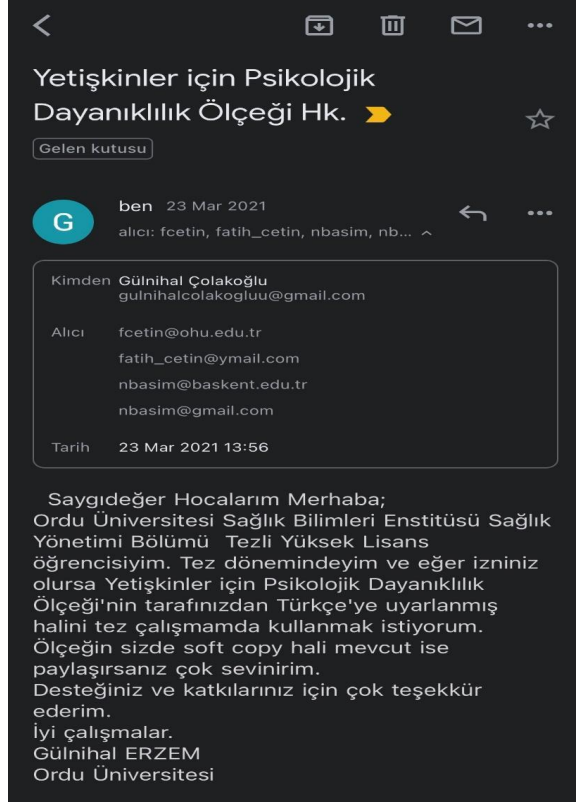 Yetişkinler için Psikolojik
Dayanıklılık Ölçeği Hk.
Gelen kutusu
G
ben 23 Mar 2021
alıcı: fcetin, fatih_cetin, nbasim, nb...
Kimden Gülnihal Çolakoğlu
gulnihalcolakogluu@gmail.com
Alıcı fcetin@ohu.edu.tr
fatih_cetin@ymail.com
nbasim@baskent.edu.tr
nbasim@gmail.com
Tarih 23 Mar 2021 13:56
Saygıdeğer Hocalarım Merhaba;
Ordu Üniversitesi Sağlık Bilimleri Enstitüsü Sağlık
Yönetimi Bölümü Tezli Yüksek Lisans
öğrencisiyim. Tez dönemindeyim ve eğer izniniz
olursa Yetişkinler için Psikolojik Dayanıklılık
Ölçeği'nin tarafınızdan Türkçe'ye uyarlanmış
halini tez çalışmamda kullanmak istiyorum.
Ölçeğin sizde soft copy hali mevcut ise
paylaşırsanız çok sevinirim.
Desteğiniz ve katkılarınız için çok teşekkür
ederim.
İyi çalışmalar.
Gülnihal ERZEM
Ordu Üniversitesi